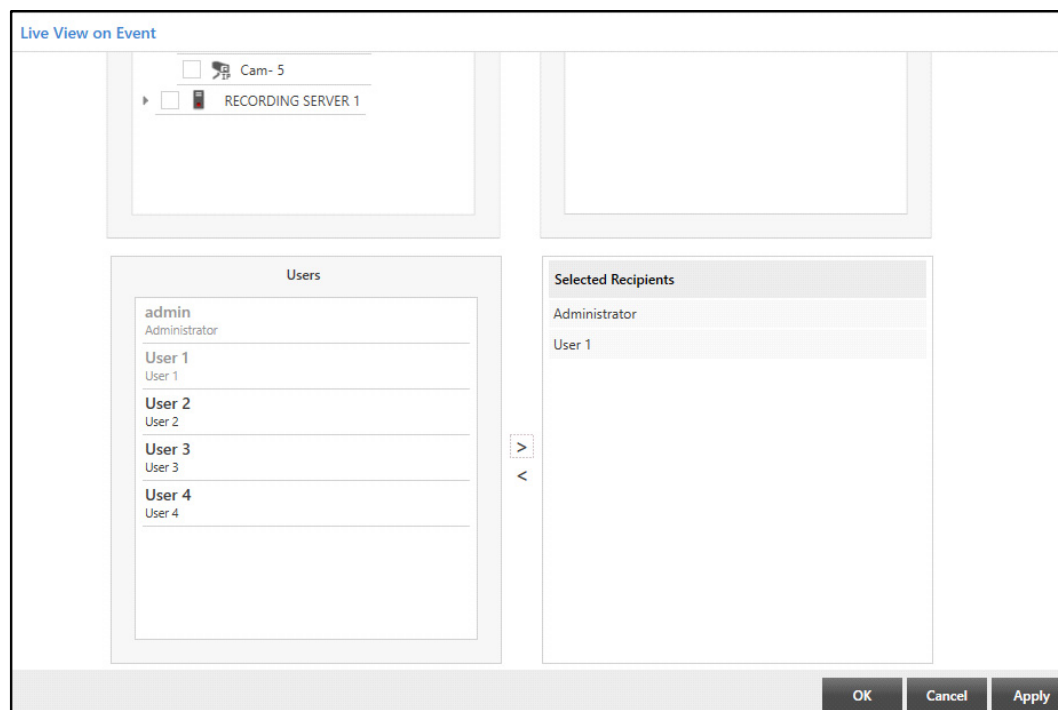 Live View on Event
Cam- 5
RECORDING SERVER 1
Users
admin
Administrator
User 1
User 1
User 2
User 2
User 3
User 3
User 4
User 4
>
<
Selected Recipients
Administrator
User 1
OK
Cancel
Apply